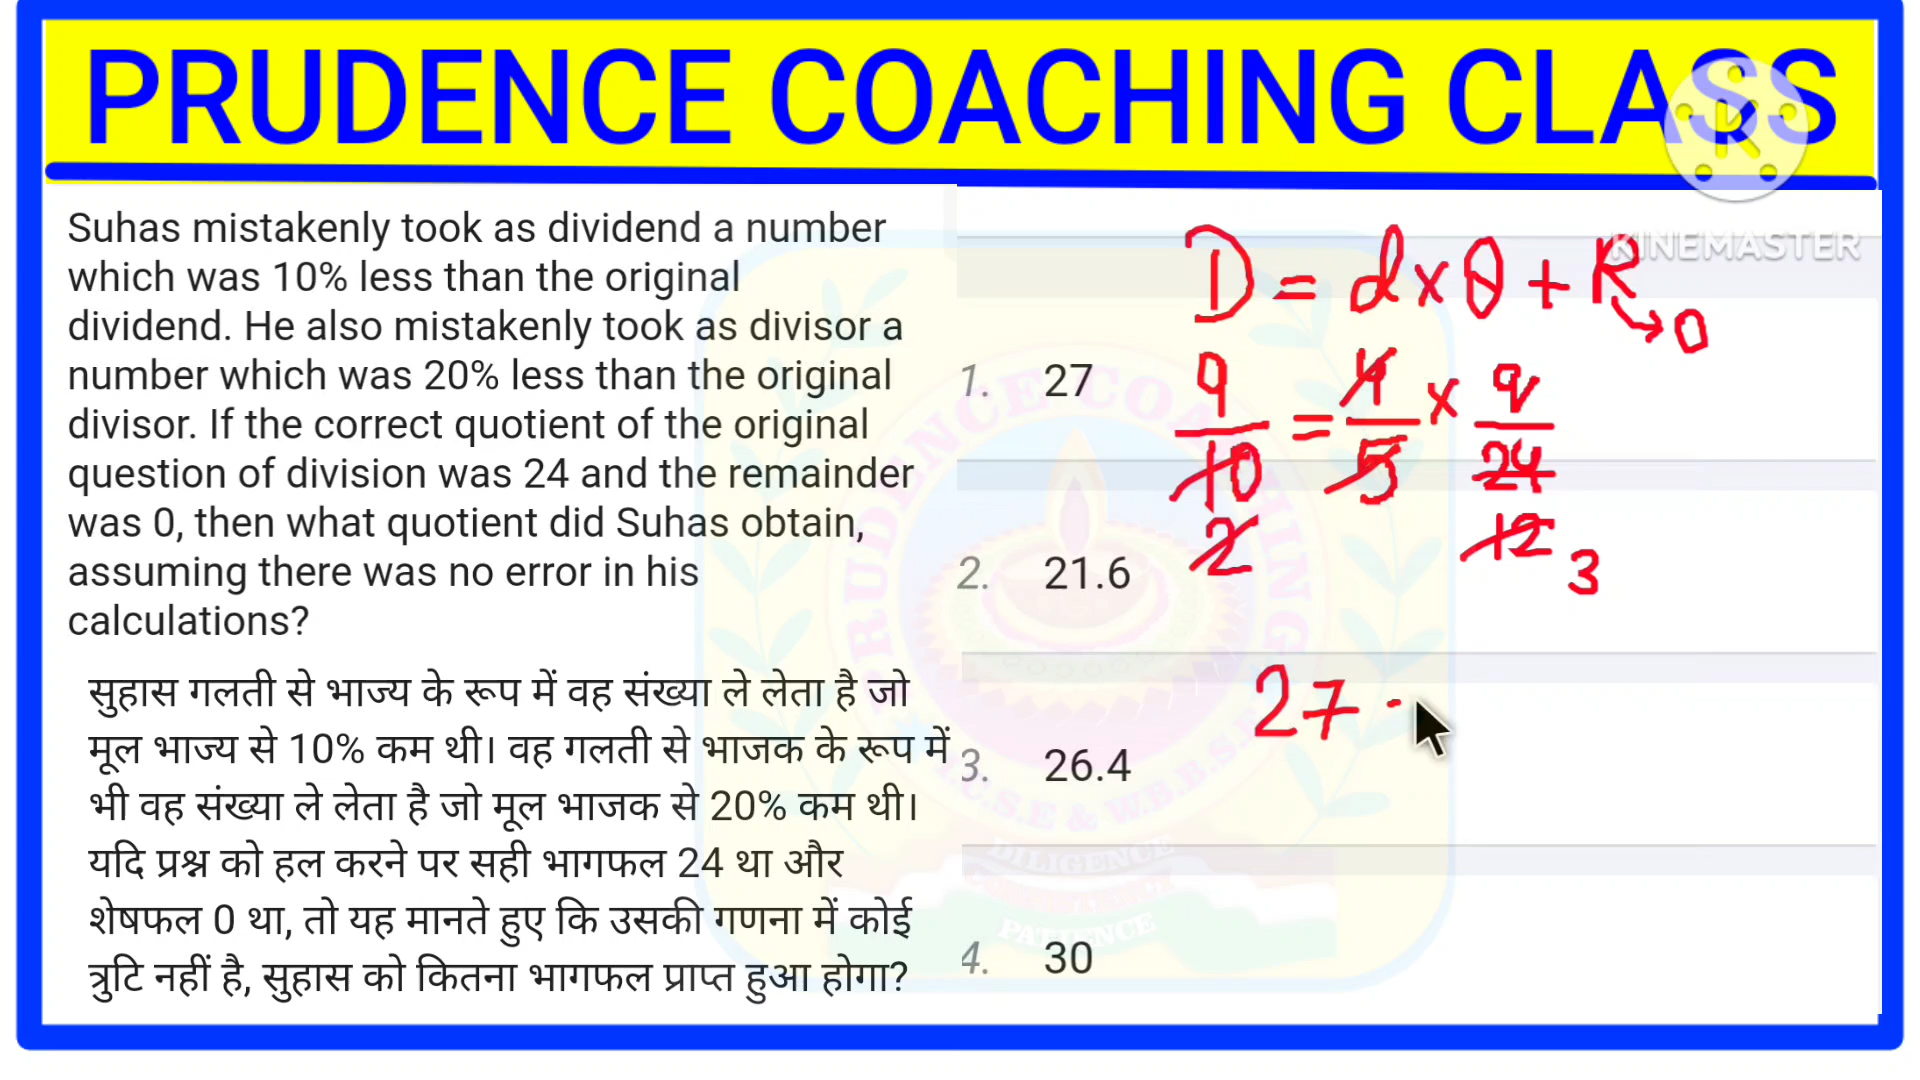 PRUDENCE COACHING CLASS
KINEMASTER
Suhas mistakenly took as dividend a number
which was 10% less than the original
dividend. He also mistakenly took as divisor a
number which was 20% less than the original
divisor. If the correct quotient of the original
question of division was 24 and the remainder
was 0, then what quotient did Suhas obtain,
assuming there was no error in his
calculations?
सुहास गलती से भाज्य के रूप में वह संख्या ले लेता है जो
मूल भाज्य से 10% कम थी। वह गलती से भाजक के रूप में
भी वह संख्या ले लेता है जो मूल भाजक से 20% कम थी।
यदि प्रश्न को हल करने पर सही भागफल 24 था और
शेषफल 0 था, तो यह मानते हुए कि उसकी गणना में कोई
त्रुटि नहीं है, सुहास को कितना भागफल प्राप्त हुआ होगा?
1. 27
2. 21.6
3. 26.4
4. 30
D = d × Q + R → 0
9/10 = 4/5 × q/24
2 12 3
27 -
PRUDENCE COACHING
I.C.S.E & W.B.B.S.E
DILIGENCE
PATIENCE